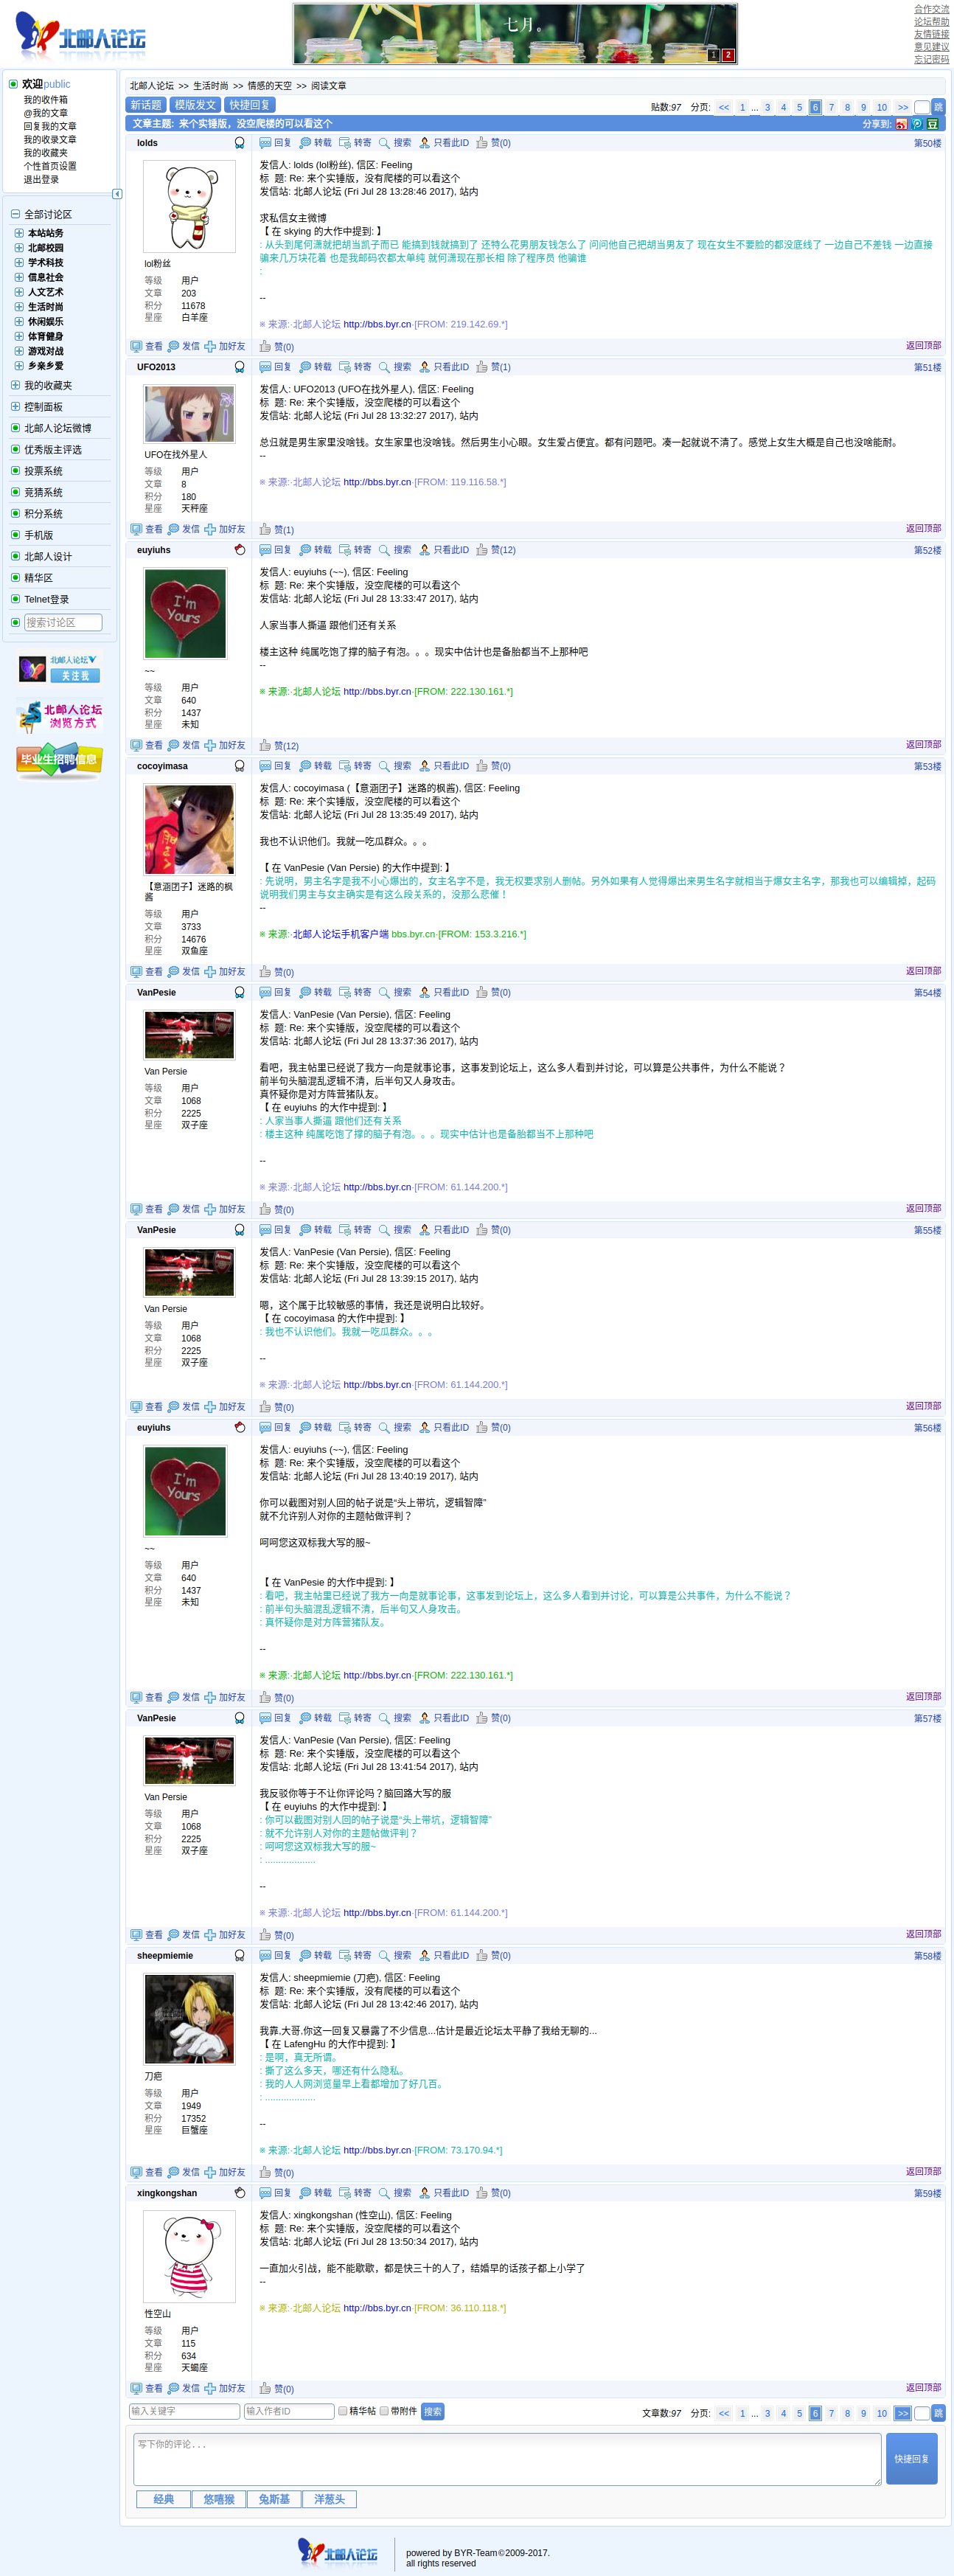 北邮人论坛
七月。
1 2
合作交流
论坛帮助
友情链接
意见建议
忘记密码
欢迎public
我的收件箱
@我的文章
回复我的文章
我的收录文章
我的收藏夹
个性首页设置
退出登录
全部讨论区
本站站务
北邮校园
学术科技
信息社会
人文艺术
生活时尚
休闲娱乐
体育健身
游戏对战
乡亲乡爱
我的收藏夹
控制面板
北邮人论坛微博
优秀版主评选
投票系统
竞猜系统
积分系统
手机版
北邮人设计
精华区
Telnet登录
搜索讨论区
北邮人论坛
关注我
北邮人论坛
浏览方式
毕业生招聘信息
北邮人论坛 >> 生活时尚 >> 情感的天空 >> 阅读文章
新话题 模版发文 快捷回复
贴数:97 分页: << 1 ... 3 4 5 6 7 8 9 10 >> 跳
文章主题: 来个实锤版，没空爬楼的可以看这个
分享到:
lolds
回复 转载 转寄 搜索 只看此ID 赞(0)
第50楼
发信人: lolds (lol粉丝), 信区: Feeling
标 题: Re: 来个实锤版，没有爬楼的可以看这个
发信站: 北邮人论坛 (Fri Jul 28 13:28:46 2017), 站内
求私信女主微博
【 在 skying 的大作中提到: 】
: 从头到尾何潇就把胡当凯子而已 能搞到钱就搞到了 还特么花男朋友钱怎么了 问问他自己把胡当男友了 现在女生不要脸的都没底线了 一边自己不差钱 一边直接
骗来几万块花着 也是我邮码农都太单纯 就何潇现在那长相 除了程序员 他骗谁
:
--
※ 来源:·北邮人论坛 http://bbs.byr.cn·[FROM: 219.142.69.*]
lol粉丝
等级 用户
文章 203
积分 11678
星座 白羊座
查看 发信 加好友
赞(0)
返回顶部
UFO2013
回复 转载 转寄 搜索 只看此ID 赞(1)
第51楼
发信人: UFO2013 (UFO在找外星人), 信区: Feeling
标 题: Re: 来个实锤版，没空爬楼的可以看这个
发信站: 北邮人论坛 (Fri Jul 28 13:32:27 2017), 站内
总归就是男生家里没啥钱。女生家里也没啥钱。然后男生小心眼。女生爱占便宜。都有问题吧。凑一起就说不清了。感觉上女生大概是自己也没啥能耐。
--
※ 来源:·北邮人论坛 http://bbs.byr.cn·[FROM: 119.116.58.*]
UFO在找外星人
等级 用户
文章 8
积分 180
星座 天秤座
查看 发信 加好友
赞(1)
返回顶部
euyiuhs
回复 转载 转寄 搜索 只看此ID 赞(12)
第52楼
发信人: euyiuhs (~~), 信区: Feeling
标 题: Re: 来个实锤版，没空爬楼的可以看这个
发信站: 北邮人论坛 (Fri Jul 28 13:33:47 2017), 站内
人家当事人撕逼 跟他们还有关系
楼主这种 纯属吃饱了撑的脑子有泡。。。现实中估计也是备胎都当不上那种吧
--
※ 来源:·北邮人论坛 http://bbs.byr.cn·[FROM: 222.130.161.*]
I'm
Yours
~~
等级 用户
文章 640
积分 1437
星座 未知
查看 发信 加好友
赞(12)
返回顶部
cocoyimasa
回复 转载 转寄 搜索 只看此ID 赞(0)
第53楼
发信人: cocoyimasa (【意涵团子】迷路的枫酱), 信区: Feeling
标 题: Re: 来个实锤版，没空爬楼的可以看这个
发信站: 北邮人论坛 (Fri Jul 28 13:35:49 2017), 站内
我也不认识他们。我就一吃瓜群众。。。
【 在 VanPesie (Van Persie) 的大作中提到: 】
: 先说明，男主名字是我不小心爆出的，女主名字不是，我无权要求别人删帖。另外如果有人觉得爆出来男生名字就相当于爆女主名字，那我也可以编辑掉，起码
说明我们男主与女主确实是有这么段关系的，没那么悲催！
--
※ 来源:·北邮人论坛手机客户端 bbs.byr.cn·[FROM: 153.3.216.*]
【意涵团子】迷路的枫
酱
等级 用户
文章 3733
积分 14676
星座 双鱼座
查看 发信 加好友
赞(0)
返回顶部
VanPesie
回复 转载 转寄 搜索 只看此ID 赞(0)
第54楼
发信人: VanPesie (Van Persie), 信区: Feeling
标 题: Re: 来个实锤版，没空爬楼的可以看这个
发信站: 北邮人论坛 (Fri Jul 28 13:37:36 2017), 站内
看吧，我主帖里已经说了我方一向是就事论事，这事发到论坛上，这么多人看到并讨论，可以算是公共事件，为什么不能说？
前半句头脑混乱逻辑不清，后半句又人身攻击。
真怀疑你是对方阵营猪队友。
【 在 euyiuhs 的大作中提到: 】
: 人家当事人撕逼 跟他们还有关系
: 楼主这种 纯属吃饱了撑的脑子有泡。。。现实中估计也是备胎都当不上那种吧
--
※ 来源:·北邮人论坛 http://bbs.byr.cn·[FROM: 61.144.200.*]
Van Persie
等级 用户
文章 1068
积分 2225
星座 双子座
查看 发信 加好友
赞(0)
返回顶部
VanPesie
回复 转载 转寄 搜索 只看此ID 赞(0)
第55楼
发信人: VanPesie (Van Persie), 信区: Feeling
标 题: Re: 来个实锤版，没空爬楼的可以看这个
发信站: 北邮人论坛 (Fri Jul 28 13:39:15 2017), 站内
嗯，这个属于比较敏感的事情，我还是说明白比较好。
【 在 cocoyimasa 的大作中提到: 】
: 我也不认识他们。我就一吃瓜群众。。。
--
※ 来源:·北邮人论坛 http://bbs.byr.cn·[FROM: 61.144.200.*]
Van Persie
等级 用户
文章 1068
积分 2225
星座 双子座
查看 发信 加好友
赞(0)
返回顶部
euyiuhs
回复 转载 转寄 搜索 只看此ID 赞(0)
第56楼
发信人: euyiuhs (~~), 信区: Feeling
标 题: Re: 来个实锤版，没空爬楼的可以看这个
发信站: 北邮人论坛 (Fri Jul 28 13:40:19 2017), 站内
你可以截图对别人回的帖子说是“头上带坑，逻辑智障”
就不允许别人对你的主题帖做评判？
呵呵您这双标我大写的服~
【 在 VanPesie 的大作中提到: 】
: 看吧，我主帖里已经说了我方一向是就事论事，这事发到论坛上，这么多人看到并讨论，可以算是公共事件，为什么不能说？
: 前半句头脑混乱逻辑不清，后半句又人身攻击。
: 真怀疑你是对方阵营猪队友。
--
※ 来源:·北邮人论坛 http://bbs.byr.cn·[FROM: 222.130.161.*]
I'm
Yours
~~
等级 用户
文章 640
积分 1437
星座 未知
查看 发信 加好友
赞(0)
返回顶部
VanPesie
回复 转载 转寄 搜索 只看此ID 赞(0)
第57楼
发信人: VanPesie (Van Persie), 信区: Feeling
标 题: Re: 来个实锤版，没空爬楼的可以看这个
发信站: 北邮人论坛 (Fri Jul 28 13:41:54 2017), 站内
我反驳你等于不让你评论吗？脑回路大写的服
【 在 euyiuhs 的大作中提到: 】
: 你可以截图对别人回的帖子说是“头上带坑，逻辑智障”
: 就不允许别人对你的主题帖做评判？
: 呵呵您这双标我大写的服~
: ...................
--
※ 来源:·北邮人论坛 http://bbs.byr.cn·[FROM: 61.144.200.*]
Van Persie
等级 用户
文章 1068
积分 2225
星座 双子座
查看 发信 加好友
赞(0)
返回顶部
sheepmiemie
回复 转载 转寄 搜索 只看此ID 赞(0)
第58楼
发信人: sheepmiemie (刀疤), 信区: Feeling
标 题: Re: 来个实锤版，没有爬楼的可以看这个
发信站: 北邮人论坛 (Fri Jul 28 13:42:46 2017), 站内
我靠,大哥,你这一回复又暴露了不少信息...估计是最近论坛太平静了我给无聊的...
【 在 LafengHu 的大作中提到: 】
: 是啊，真无所谓。
: 撕了这么多天，哪还有什么隐私。
: 我的人人网浏览量早上看都增加了好几百。
: ...................
--
※ 来源:·北邮人论坛 http://bbs.byr.cn·[FROM: 73.170.94.*]
刀疤
等级 用户
文章 1949
积分 17352
星座 巨蟹座
查看 发信 加好友
赞(0)
返回顶部
xingkongshan
回复 转载 转寄 搜索 只看此ID 赞(0)
第59楼
发信人: xingkongshan (性空山), 信区: Feeling
标 题: Re: 来个实锤版，没空爬楼的可以看这个
发信站: 北邮人论坛 (Fri Jul 28 13:50:34 2017), 站内
一直加火引战，能不能歇歇，都是快三十的人了，结婚早的话孩子都上小学了
--
※ 来源:·北邮人论坛 http://bbs.byr.cn·[FROM: 36.110.118.*]
性空山
等级 用户
文章 115
积分 634
星座 天蝎座
查看 发信 加好友
赞(0)
返回顶部
输入关键字 输入作者ID 精华帖 带附件 搜索
文章数:97 分页: << 1 ... 3 4 5 6 7 8 9 10 >> 跳
写下你的评论...
快捷回复
经典 悠嘻猴 兔斯基 洋葱头
北邮人论坛
powered by BYR-Team©2009-2017.
all rights reserved